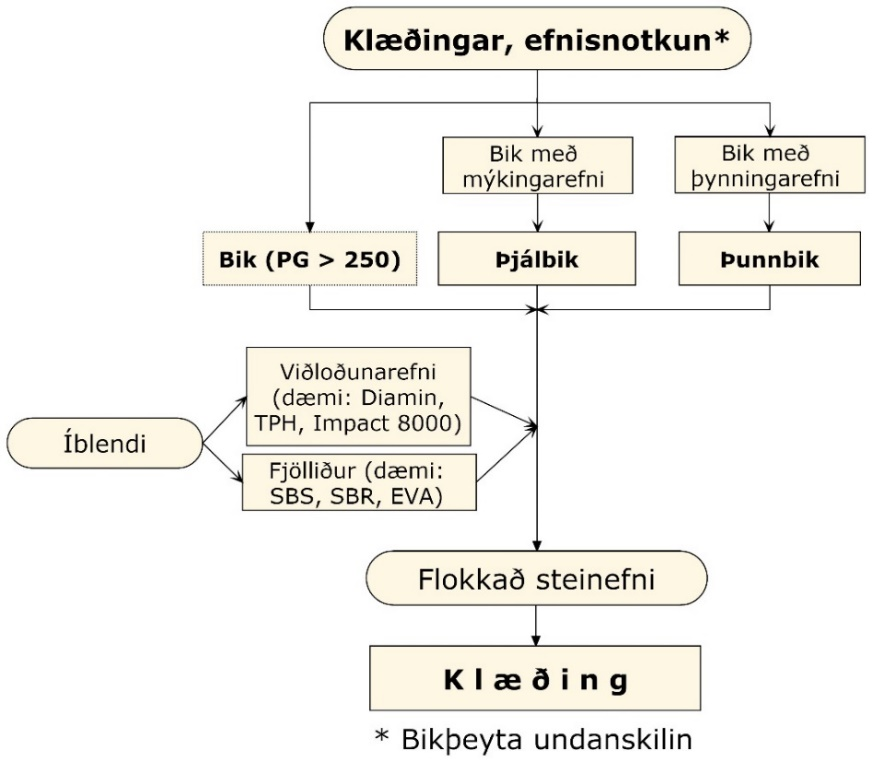 Klæðingar, efnisnotkun*
Bik með
mýkingarefni
Bik með
þynningarefni
Bik (PG > 250)
Þjálbik
Þunnbik
Viðloðunarefni
(dæmi: Diamin,
TPH, Impact 8000)
Íblendi
Fjölliður (dæmi:
SBS, SBR, EVA)
Flokkað steinefni
Klæðing
* Bikþeyta undanskilin